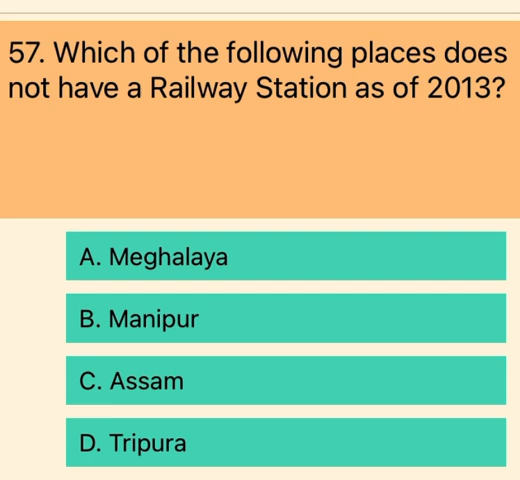 57. Which of the following places does
not have a Railway Station as of 2013?
A. Meghalaya
B. Manipur
C. Assam
D. Tripura